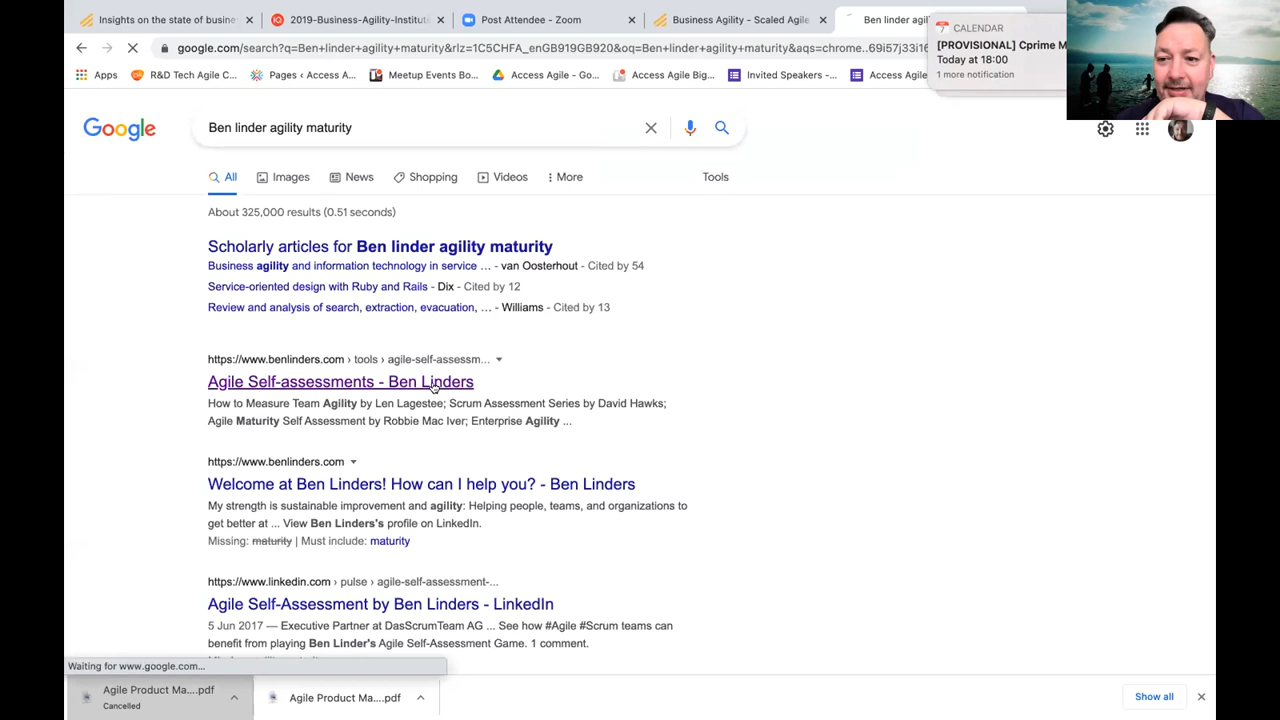 Insights on the state of busine
2019-Business-Agility-Institut
Post Attendee - Zoom
Business Agility - Scaled Agile
Ben linder agili
CALENDAR
[PROVISIONAL] Cprime M
Today at 18:00
1 more notification
google.com/search?q=Ben+linder+agility+maturity&rlz=1C5CHFA_enGB919GB920&oq=Ben+linder+agility+maturity&aqs=chrome..69i57j33i16
Apps
R&D Tech Agile C...
Pages ‹ Access A...
Meetup Events Bo...
Access Agile - Go...
Access Agile Big...
Invited Speakers -...
Access Agile
Google
Ben linder agility maturity
All
Images
News
Shopping
Videos
More
Tools
About 325,000 results (0.51 seconds)
Scholarly articles for Ben linder agility maturity
Business agility and information technology in service ... - van Oosterhout - Cited by 54
Service-oriented design with Ruby and Rails - Dix - Cited by 12
Review and analysis of search, extraction, evacuation, ... - Williams - Cited by 13
https://www.benlinders.com › tools › agile-self-assessm...
Agile Self-assessments - Ben Linders
How to Measure Team Agility by Len Lagestee; Scrum Assessment Series by David Hawks;
Agile Maturity Self Assessment by Robbie Mac Iver; Enterprise Agility ...
https://www.benlinders.com
Welcome at Ben Linders! How can I help you? - Ben Linders
My strength is sustainable improvement and agility: Helping people, teams, and organizations to
get better at ... View Ben Linders's profile on LinkedIn.
Missing: maturity | Must include: maturity
https://www.linkedin.com › pulse › agile-self-assessment-...
Agile Self-Assessment by Ben Linders - LinkedIn
5 Jun 2017 — Executive Partner at DasScrumTeam AG ... See how #Agile #Scrum teams can
benefit from playing Ben Linder's Agile Self-Assessment Game. 1 comment.
Waiting for www.google.com...
Agile Product Ma....pdf
Cancelled
Agile Product Ma....pdf
Show all